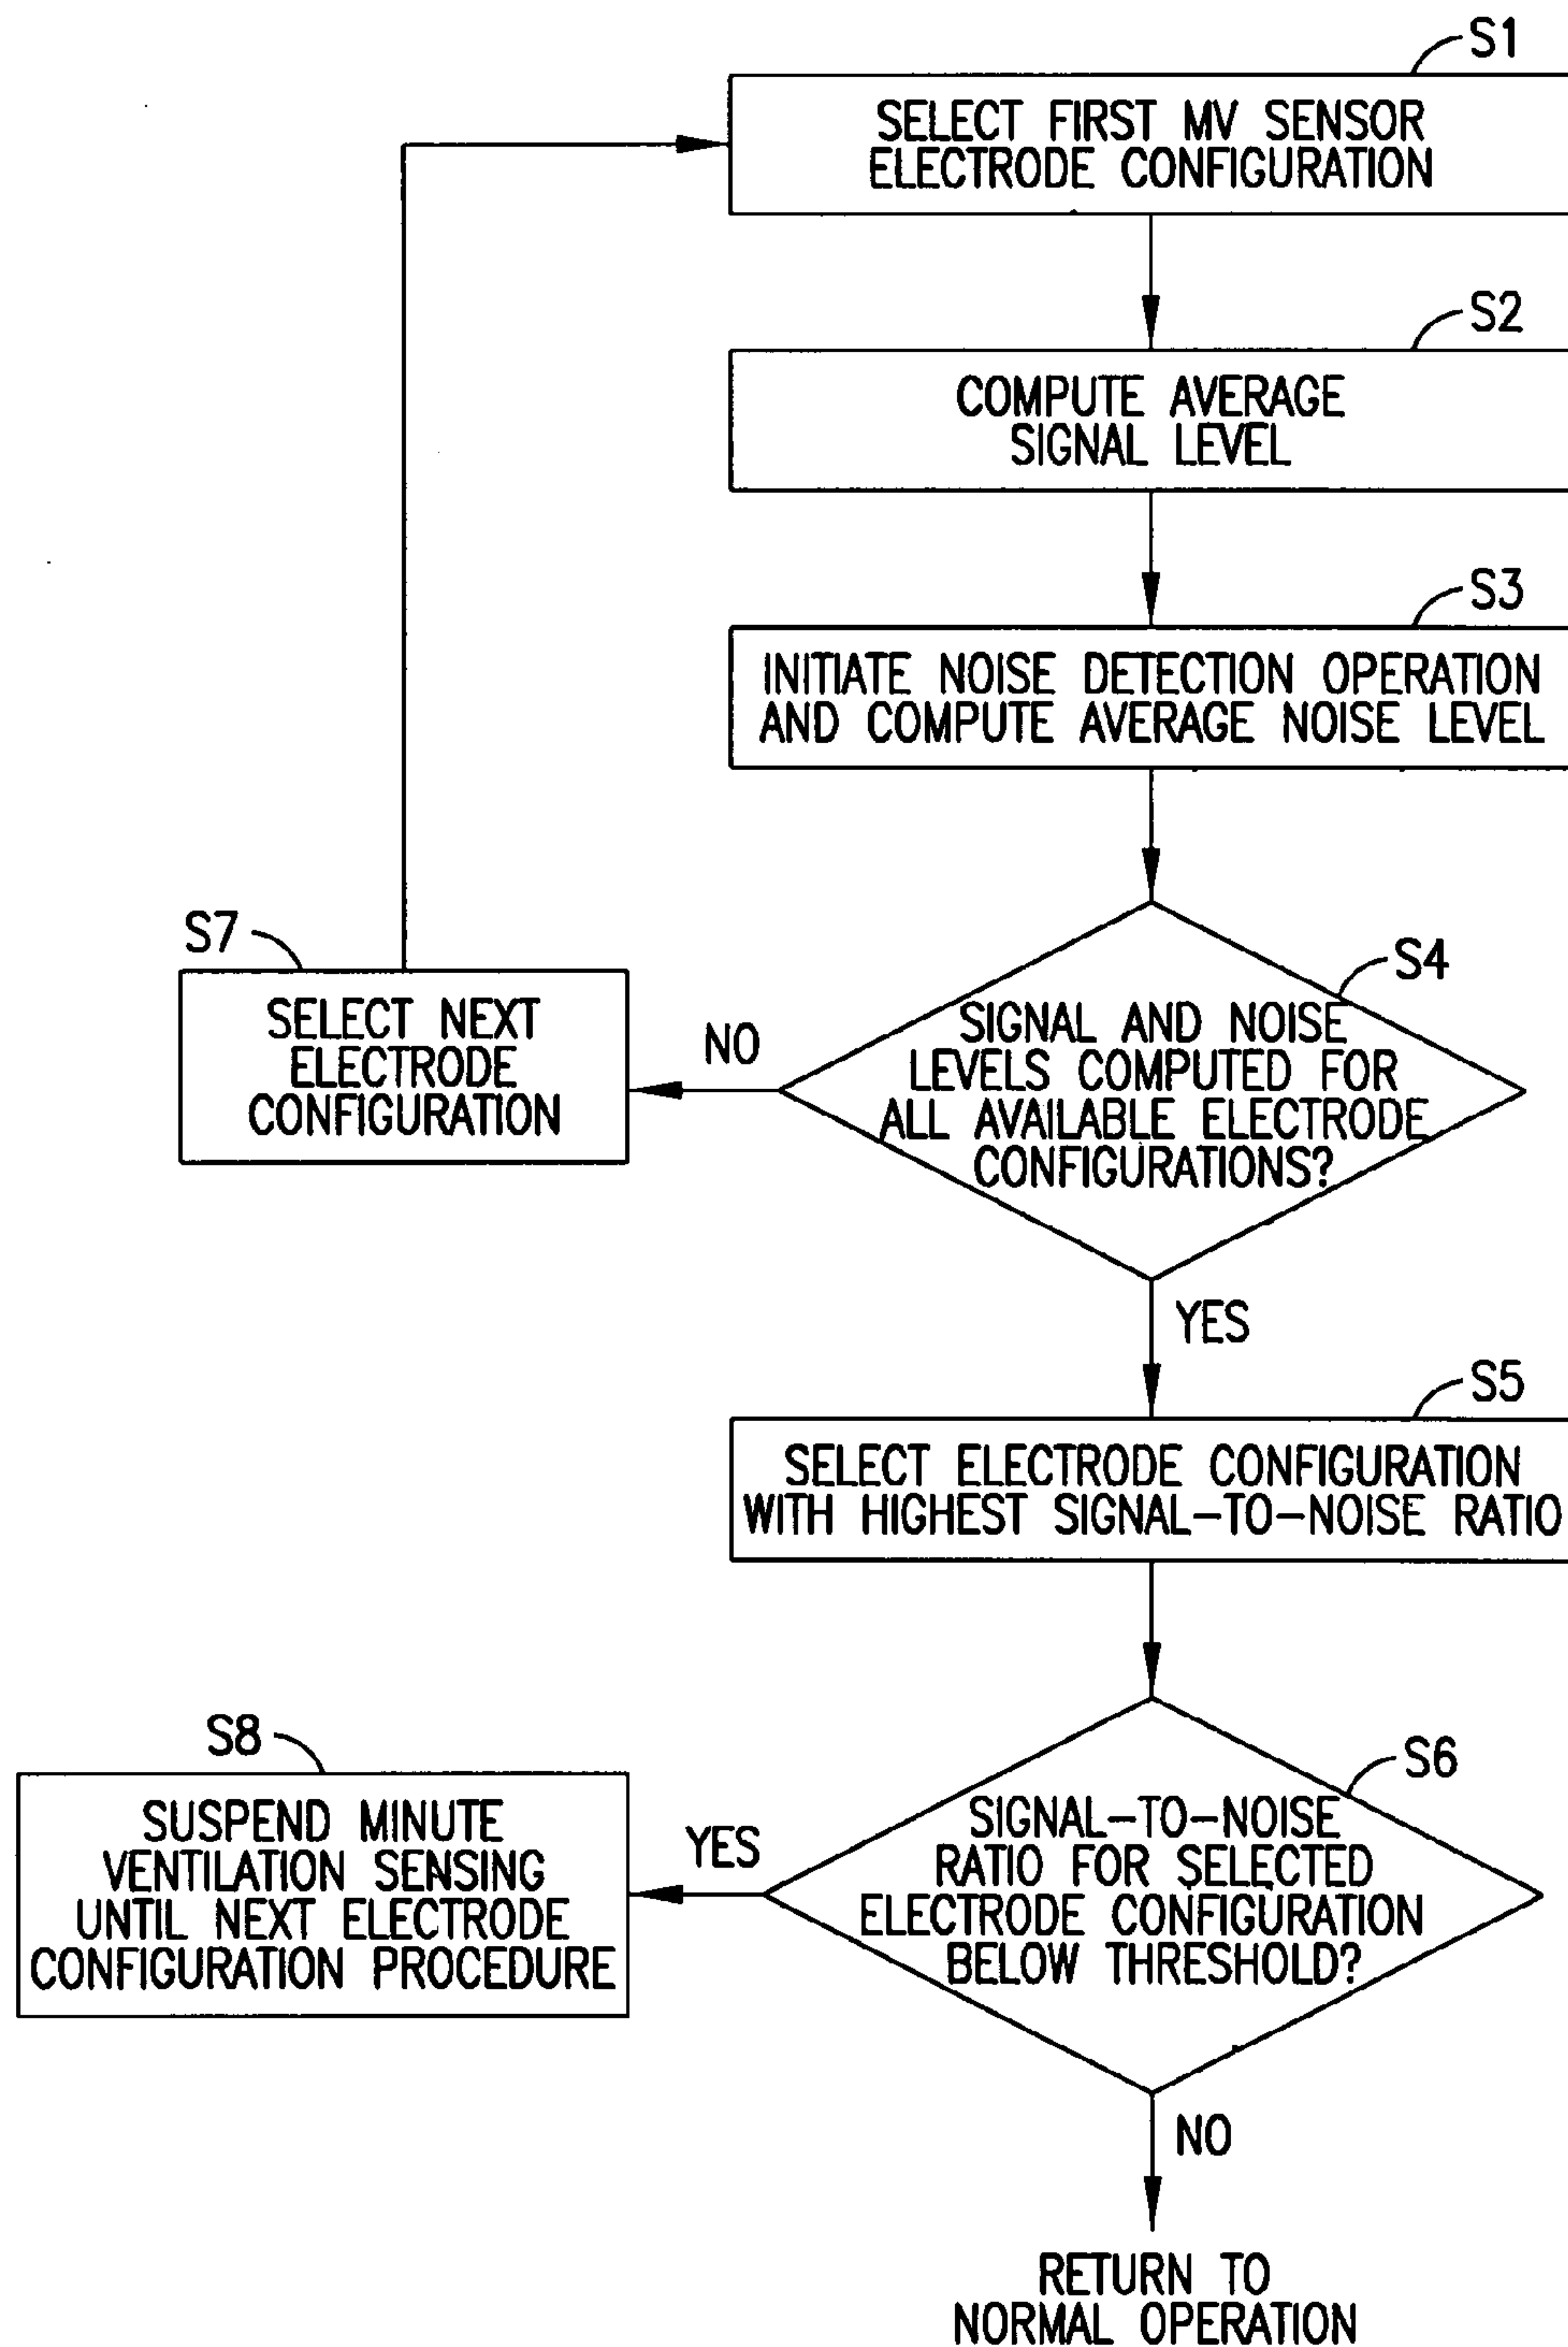 S1
SELECT FIRST MV SENSOR
ELECTRODE CONFIGURATION
S2
COMPUTE AVERAGE
SIGNAL LEVEL
S3
INITIATE NOISE DETECTION OPERATION
AND COMPUTE AVERAGE NOISE LEVEL
S7
SELECT NEXT
ELECTRODE
CONFIGURATION
NO
S4
SIGNAL AND NOISE
LEVELS COMPUTED FOR
ALL AVAILABLE ELECTRODE
CONFIGURATIONS?
YES
S5
SELECT ELECTRODE CONFIGURATION
WITH HIGHEST SIGNAL-TO-NOISE RATIO
S8
SUSPEND MINUTE
VENTILATION SENSING
UNTIL NEXT ELECTRODE
CONFIGURATION PROCEDURE
YES
S6
SIGNAL-TO-NOISE
RATIO FOR SELECTED
ELECTRODE CONFIGURATION
BELOW THRESHOLD?
NO
RETURN TO
NORMAL OPERATION